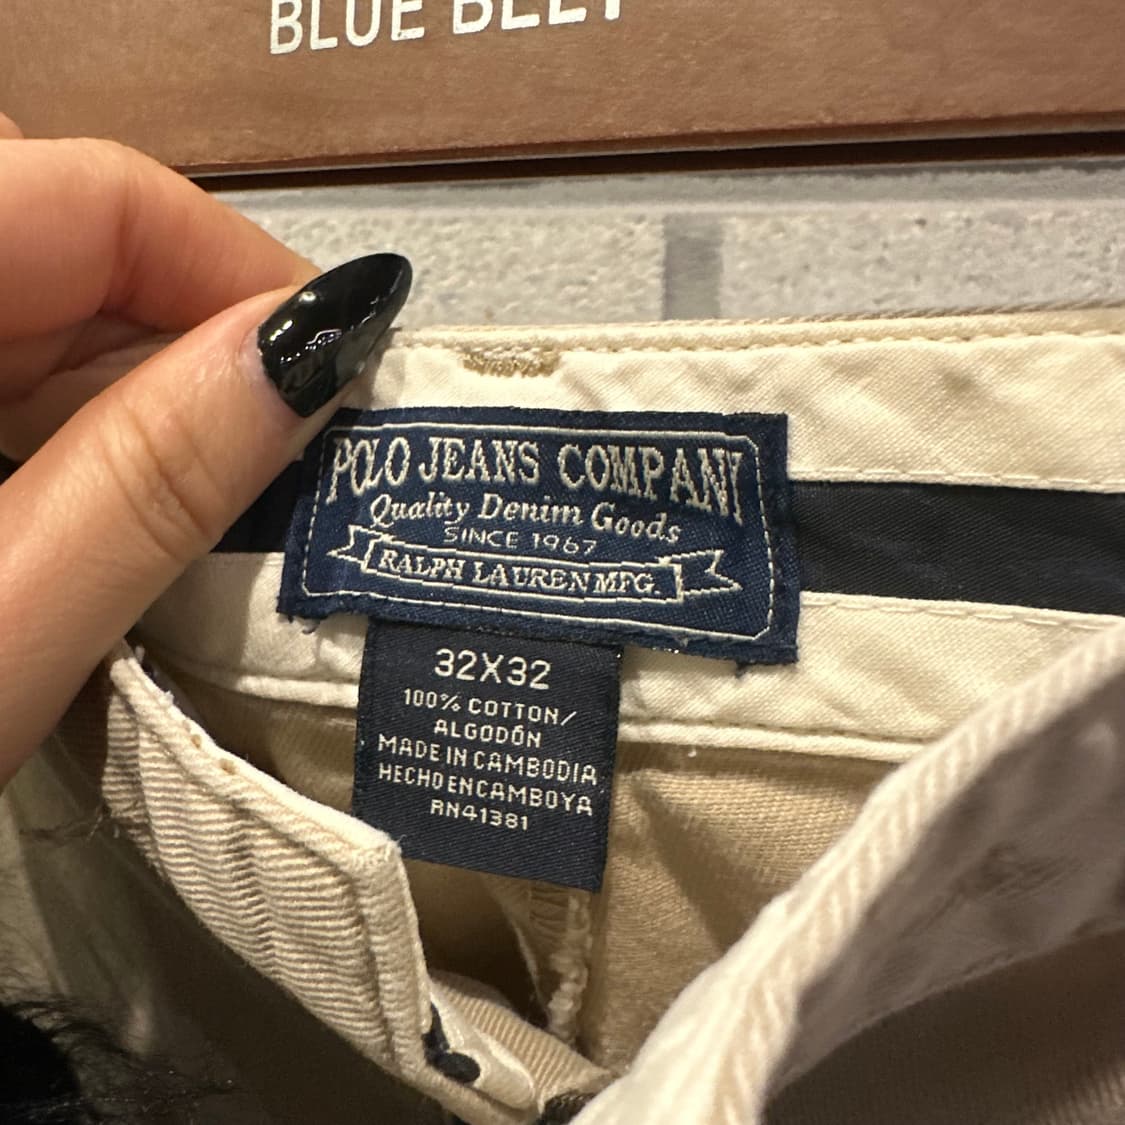 BLUE BELT
POLO JEANS COMPANY
Quality Denim Goods
SINCE 1967
RALPH LAUREN MFG.
32X32
100% COTTON/
ALGODÓN
MADE IN CAMBODIA
HECHO EN CAMBOYA
RN41381